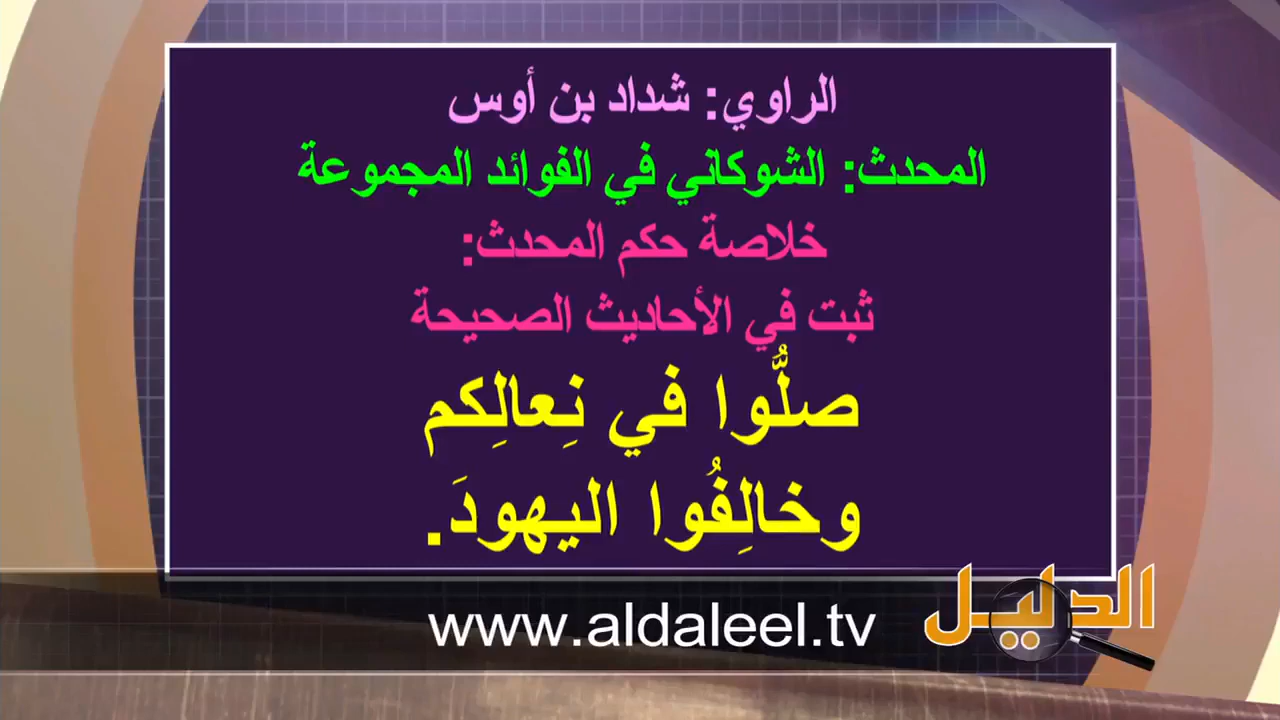 الراوي: شداد بن أوس
المحدث: الشوكاني في الفوائد المجموعة
خلاصة حكم المحدث:
ثبت في الأحاديث الصحيحة
صلُّوا في نِعالِكم
وخالِفُوا اليهودَ.
www.aldaleel.tv
الدليل